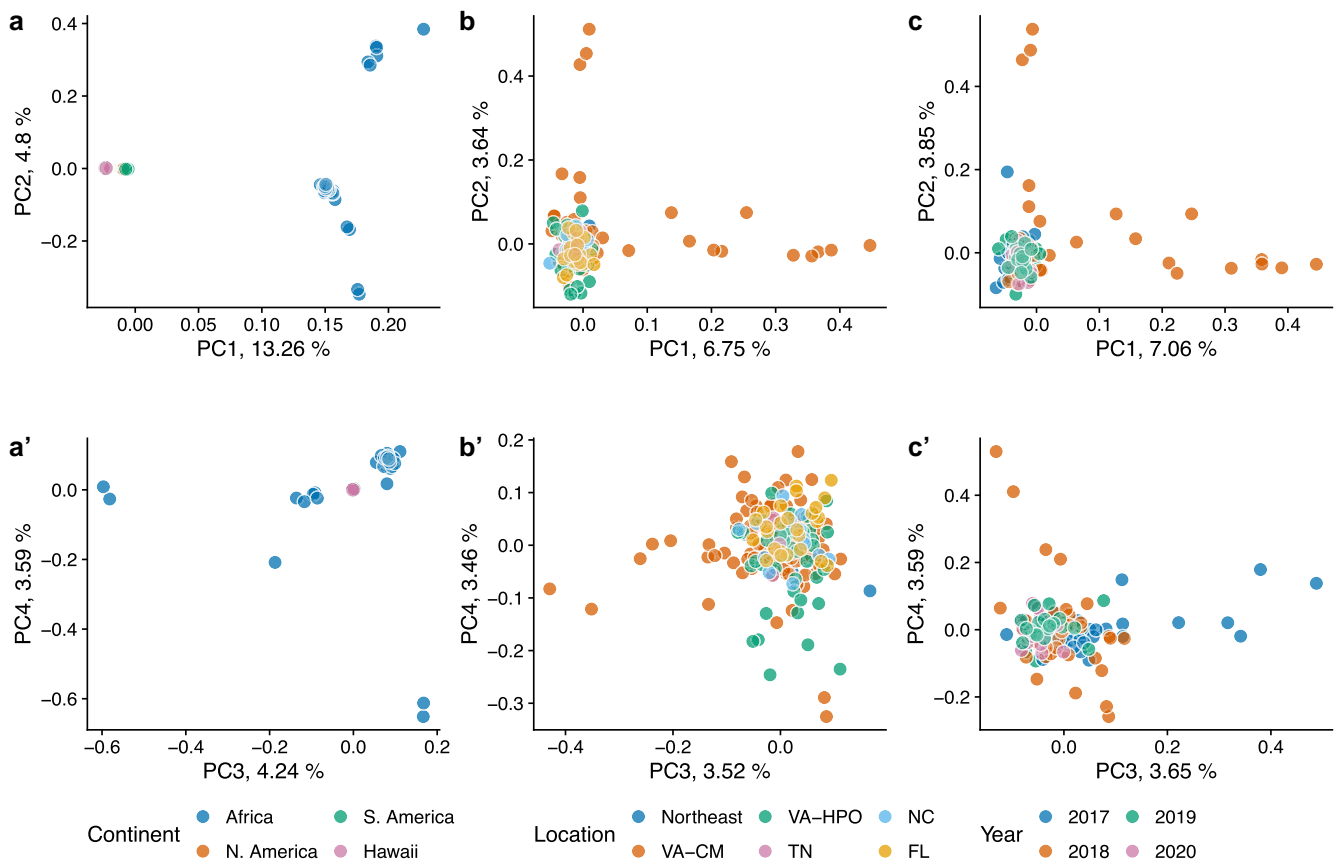 a
0.4
0.2
0.0
−0.2
PC2, 4.8 %
0.00 0.05 0.10 0.15 0.20
PC1, 13.26 %
b
0.4
0.2
0.0
PC2, 3.64 %
0.0 0.1 0.2 0.3 0.4
PC1, 6.75 %
c
0.4
0.2
0.0
PC2, 3.85 %
0.0 0.1 0.2 0.3 0.4
PC1, 7.06 %
a’
0.0
−0.2
−0.4
−0.6
PC4, 3.59 %
−0.6 −0.4 −0.2 0.0 0.2
PC3, 4.24 %
b’
0.2
0.1
0.0
−0.1
−0.2
−0.3
PC4, 3.46 %
−0.4 −0.2 0.0
PC3, 3.52 %
c’
0.4
0.2
0.0
−0.2
PC4, 3.59 %
0.0 0.2 0.4
PC3, 3.65 %
Continent
Africa S. America
N. America Hawaii
Location
Northeast VA−HPO NC
VA−CM TN FL
Year
2017 2019
2018 2020